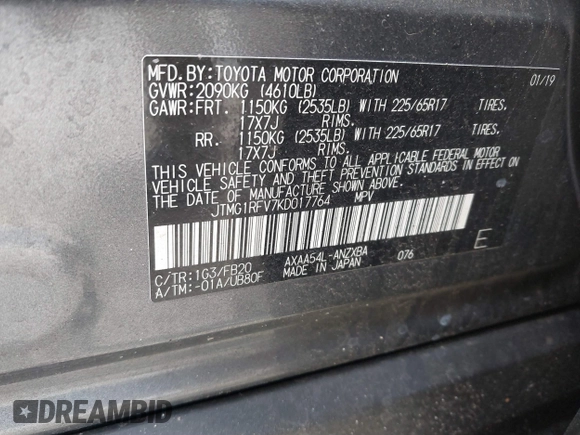 MFD.BY:TOYOTA MOTOR CORPORATION 01/19
GVWR:2090KG (4610LB)
GAWR:FRT. 1150KG (2535LB) WITH 225/65R17 TIRES,
17X7J RIMS.
RR. 1150KG (2535LB) WITH 225/65R17 TIRES,
17X7J RIMS.
THIS VEHICLE CONFORMS TO ALL APPLICABLE FEDERAL MOTOR
VEHICLE SAFETY AND THEFT PREVENTION STANDARDS IN EFFECT ON
THE DATE OF MANUFACTURE SHOWN ABOVE.
JTMG1RFV7KD017764 MPV
C/TR:1G3/FB20 AXAA54L-ANZXBA 076 E
A/TM:-01A/UB80F MADE IN JAPAN
DREAMBID